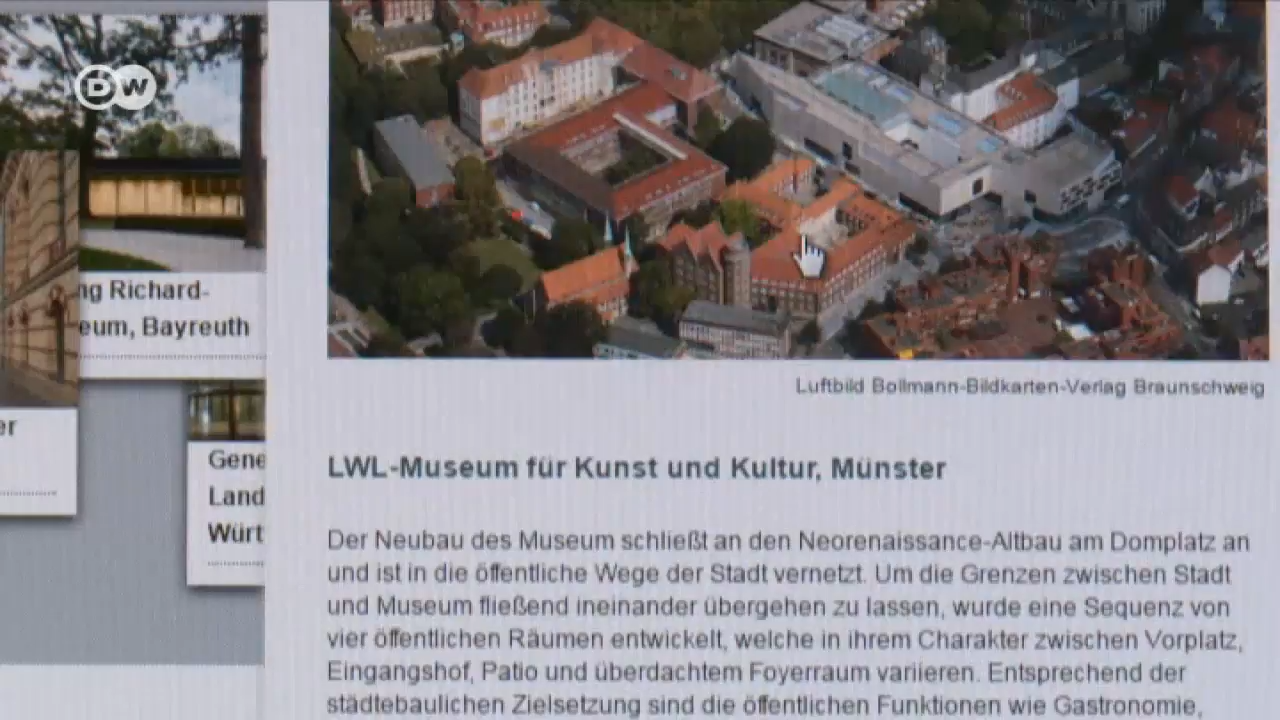 DW
ng Richard-
eum, Bayreuth
er
Gene
Land
Würt
Luftbild Bollmann-Bildkarten-Verlag Braunschweig
LWL-Museum für Kunst und Kultur, Münster
Der Neubau des Museum schließt an den Neorenaissance-Altbau am Domplatz an
und ist in die öffentliche Wege der Stadt vernetzt. Um die Grenzen zwischen Stadt
und Museum fließend ineinander übergehen zu lassen, wurde eine Sequenz von
vier öffentlichen Räumen entwickelt, welche in ihrem Charakter zwischen Vorplatz,
Eingangshof, Patio und überdachtem Foyerraum variieren. Entsprechend der
städtebaulichen Zielsetzung sind die öffentlichen Funktionen wie Gastronomie,